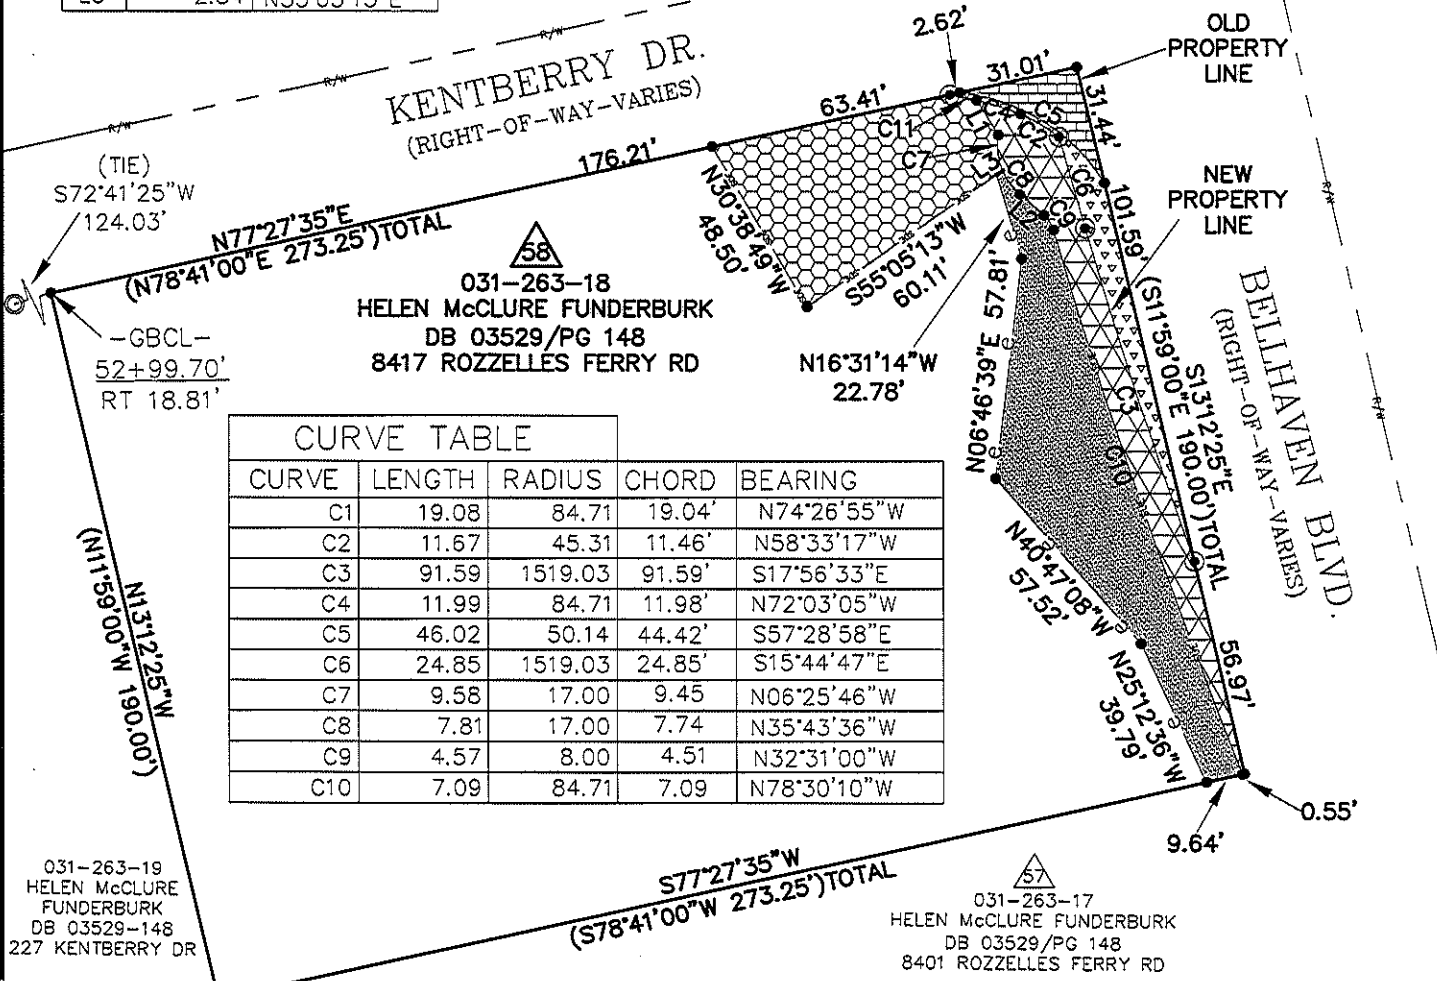 2.84 N55°05'13"E
R/W
R/W
R/W
KENTBERRY DR.
(RIGHT-OF-WAY-VARIES)
2.62'
31.01'
OLD
PROPERTY
LINE
63.41'
31.44'
C11
L1
C4
C5
C2
C7
L3
C8
L2
C6
C9
176.21'
(TIE)
S72°41'25"W
124.03'
N77°27'35"E
(N78°41'00"E 273.25')TOTAL
N30°38'49"W
48.50'
S55°05'13"W
60.11'
NEW
PROPERTY
LINE
R/W
101.59'
58
031-263-18
HELEN McCLURE FUNDERBURK
DB 03529/PG 148
8417 ROZZELLES FERRY RD
-GBCL-
52+99.70'
RT 18.81'
N16°31'14"W
22.78'
N06°46'39"E 57.81'
e
e
e
C3
C10
S13°12'25"E
(S11°59'00"E 190.00')TOTAL
BELLHAVEN BLVD.
(RIGHT-OF-WAY-VARIES)
R/W
CURVE TABLE
CURVE LENGTH RADIUS CHORD BEARING
C1 19.08 84.71 19.04' N74°26'55"W
C2 11.67 45.31 11.46' N58°33'17"W
C3 91.59 1519.03 91.59' S17°56'33"E
C4 11.99 84.71 11.98' N72°03'05"W
C5 46.02 50.14 44.42' S57°28'58"E
C6 24.85 1519.03 24.85' S15°44'47"E
C7 9.58 17.00 9.45 N06°25'46"W
C8 7.81 17.00 7.74 N35°43'36"W
C9 4.57 8.00 4.51 N32°31'00"W
C10 7.09 84.71 7.09 N78°30'10"W
N40°47'08"W
57.52'
e
N25°12'36"W
39.79'
e
56.97'
N13°12'25"W
(N11°59'00"W 190.00')
0.55'
9.64'
S77°27'35"W
(S78°41'00"W 273.25')TOTAL
031-263-19
HELEN McCLURE
FUNDERBURK
DB 03529-148
227 KENTBERRY DR
57
031-263-17
HELEN McCLURE FUNDERBURK
DB 03529/PG 148
8401 ROZZELLES FERRY RD